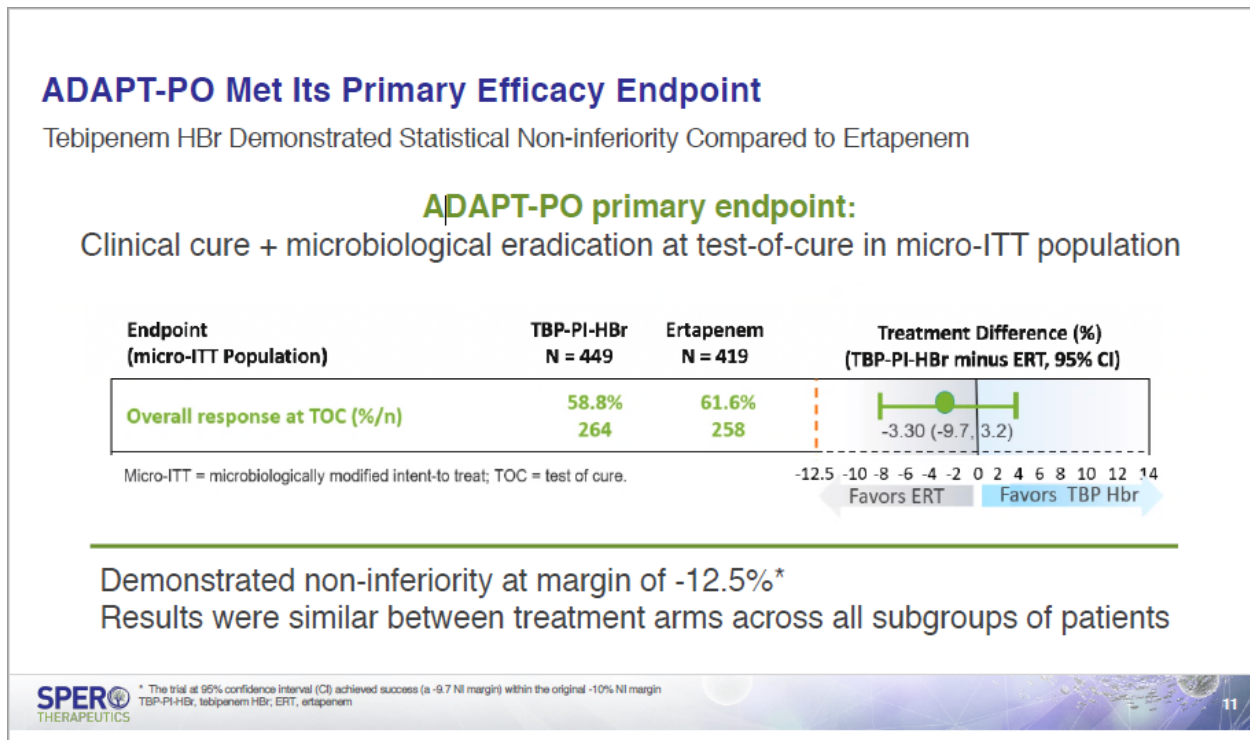 ADAPT-PO Met Its Primary Efficacy Endpoint
Tebipenem HBr Demonstrated Statistical Non-inferiority Compared to Ertapenem
ADAPT-PO primary endpoint:
Clinical cure + microbiological eradication at test-of-cure in micro-ITT population
Endpoint TBP-PI-HBr Ertapenem Treatment Difference (%)
(micro-ITT Population) N = 449 N = 419 (TBP-PI-HBr minus ERT, 95% CI)
Overall response at TOC (%/n) 58.8% 61.6%
264 258 -3.30 (-9.7, 3.2)
Micro-ITT = microbiologically modified intent-to treat; TOC = test of cure.
-12.5 -10 -8 -6 -4 -2 0 2 4 6 8 10 12 14
Favors ERT Favors TBP Hbr
Demonstrated non-inferiority at margin of -12.5%*
Results were similar between treatment arms across all subgroups of patients
SPERO
THERAPEUTICS
* The trial at 95% confidence interval (CI) achieved success (a -9.7 NI margin) within the original -10% NI margin
TBP-PI-HBr, tebipenem HBr; ERT, ertapenem
11